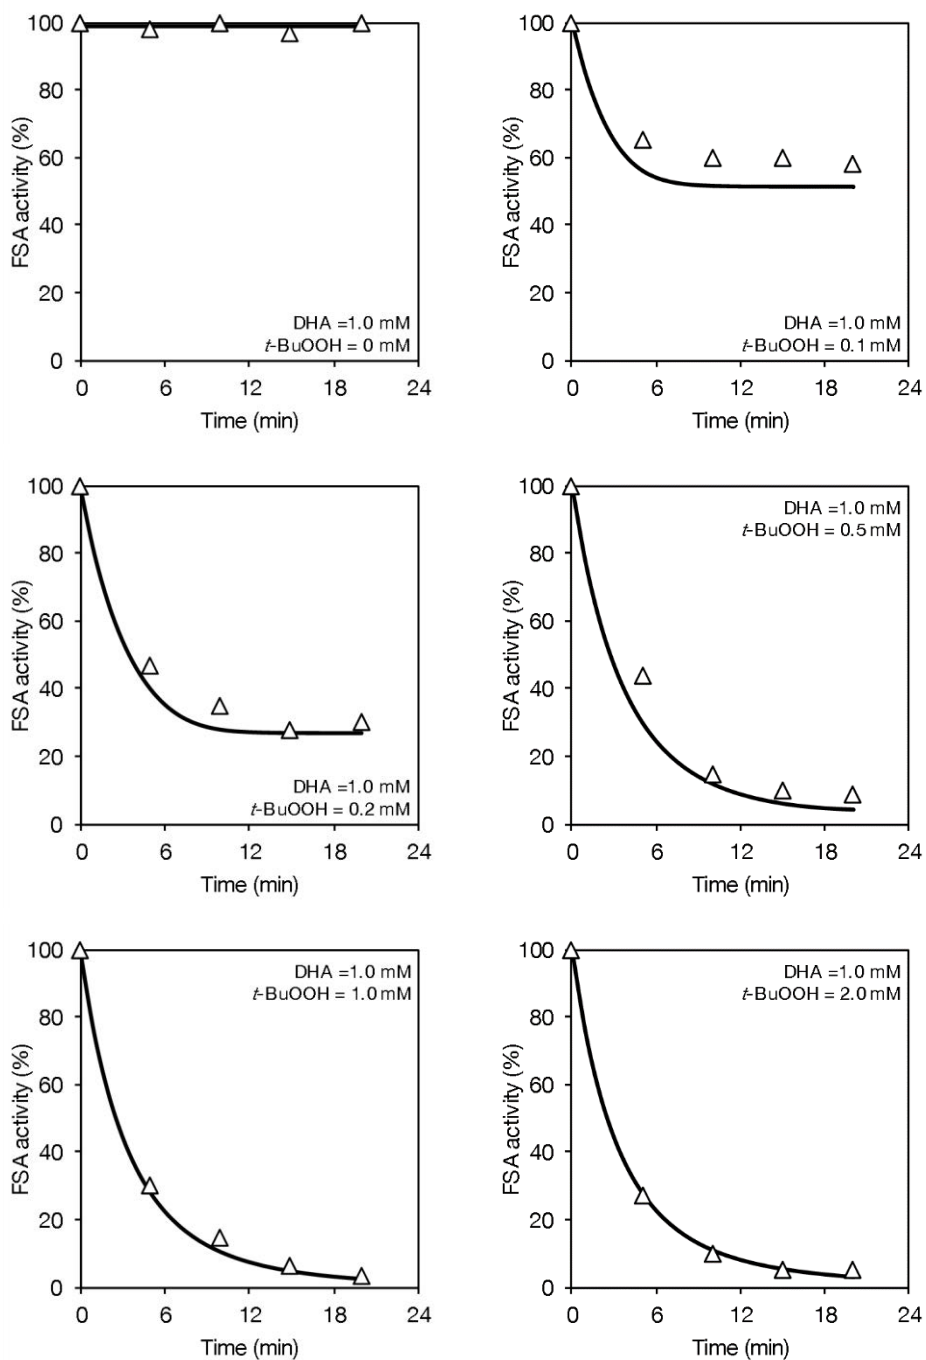 100
80
60
40
20
0
FSA activity (%)
DHA =1.0 mM
t-BuOOH = 0 mM
0 6 12 18 24
Time (min)
100
80
60
40
20
0
FSA activity (%)
DHA =1.0 mM
t-BuOOH = 0.1 mM
0 6 12 18 24
Time (min)
100
80
60
40
20
0
FSA activity (%)
DHA =1.0 mM
t-BuOOH = 0.2 mM
0 6 12 18 24
Time (min)
100
80
60
40
20
0
FSA activity (%)
DHA =1.0 mM
t-BuOOH = 0.5 mM
0 6 12 18 24
Time (min)
100
80
60
40
20
0
FSA activity (%)
DHA =1.0 mM
t-BuOOH = 1.0 mM
0 6 12 18 24
Time (min)
100
80
60
40
20
0
FSA activity (%)
DHA =1.0 mM
t-BuOOH = 2.0 mM
0 6 12 18 24
Time (min)